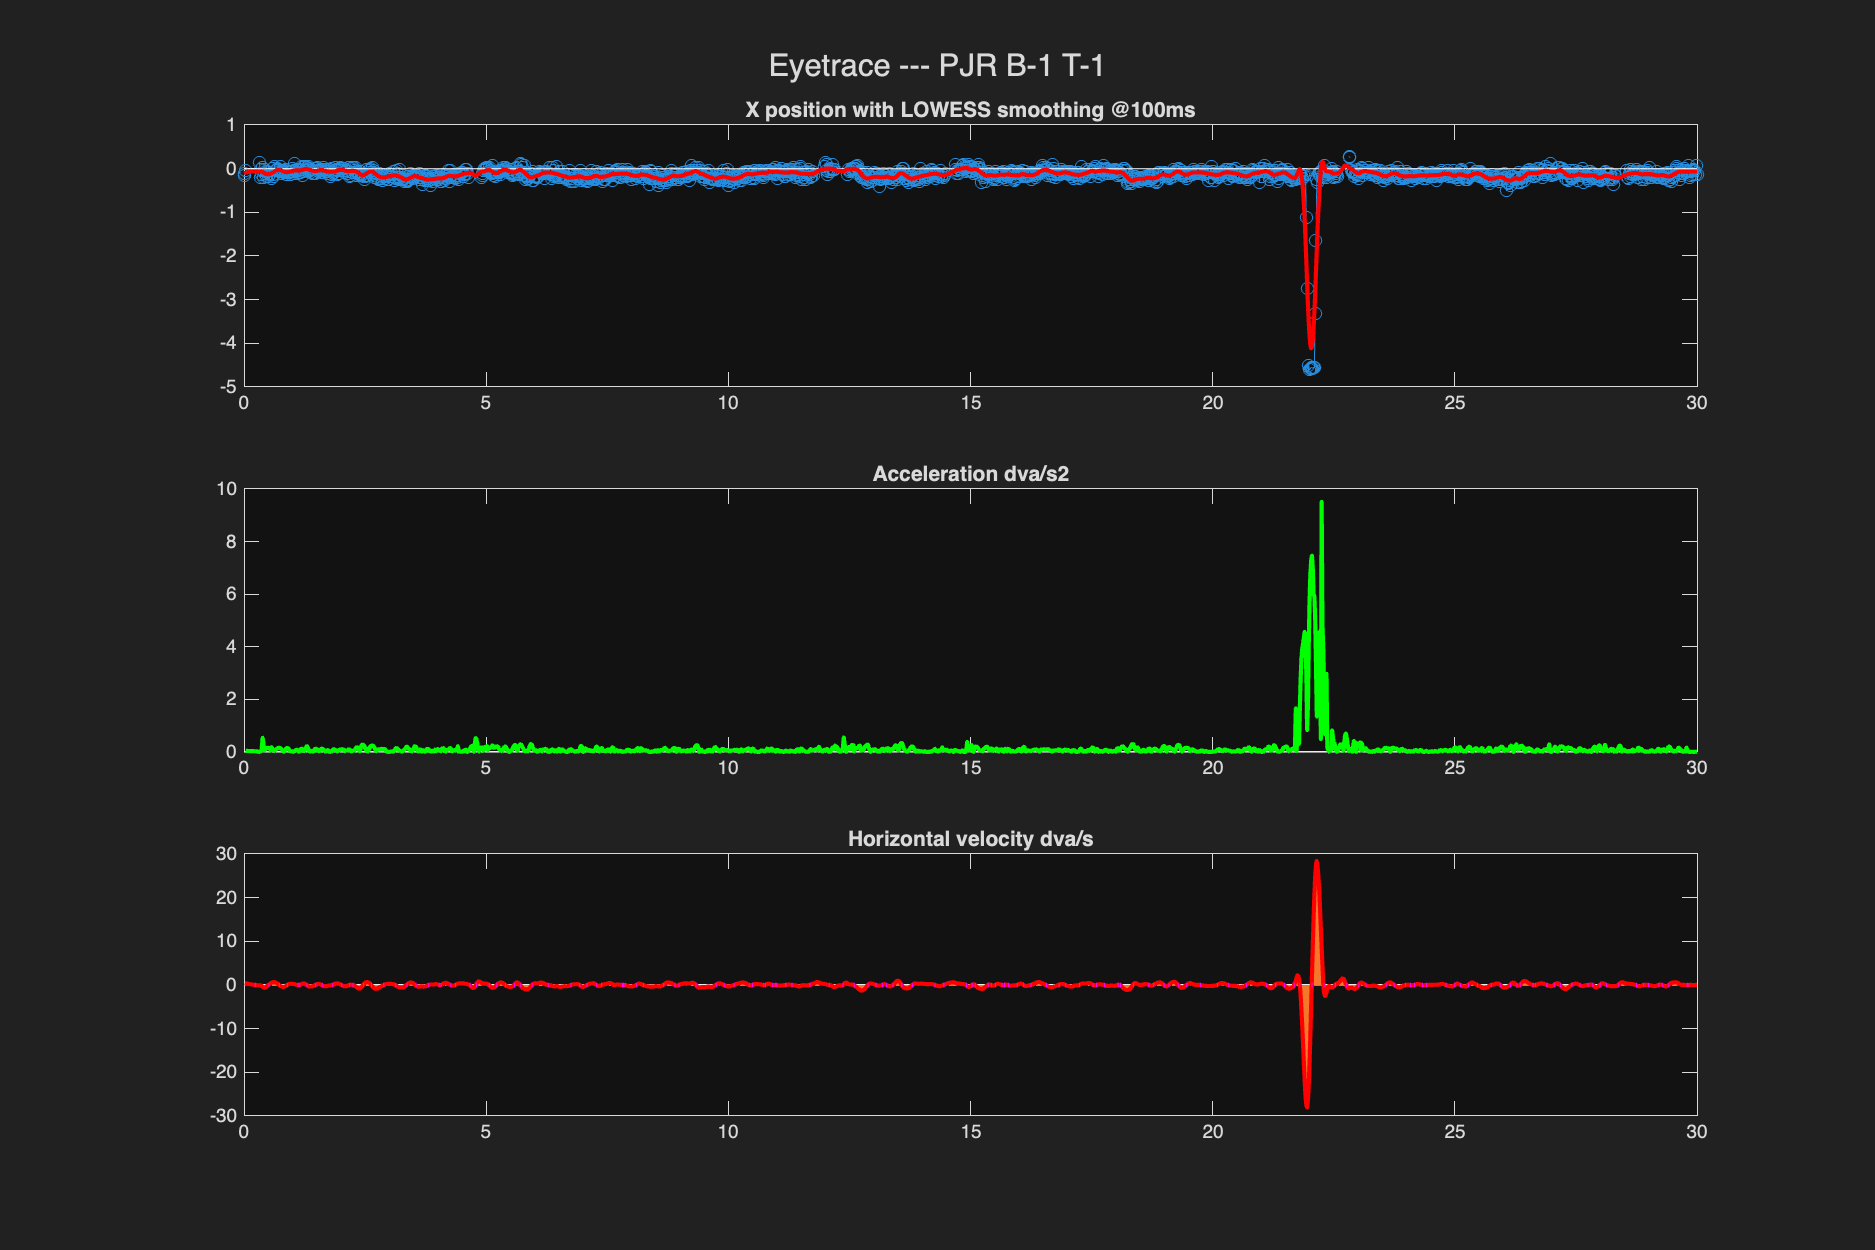 Eyetrace --- PJR B-1 T-1
X position with LOWESS smoothing @100ms
1
0
-1
-2
-3
-4
-5
0 5 10 15 20 25 30
Acceleration dva/s2
10
8
6
4
2
0
0 5 10 15 20 25 30
Horizontal velocity dva/s
30
20
10
0
-10
-20
-30
0 5 10 15 20 25 30